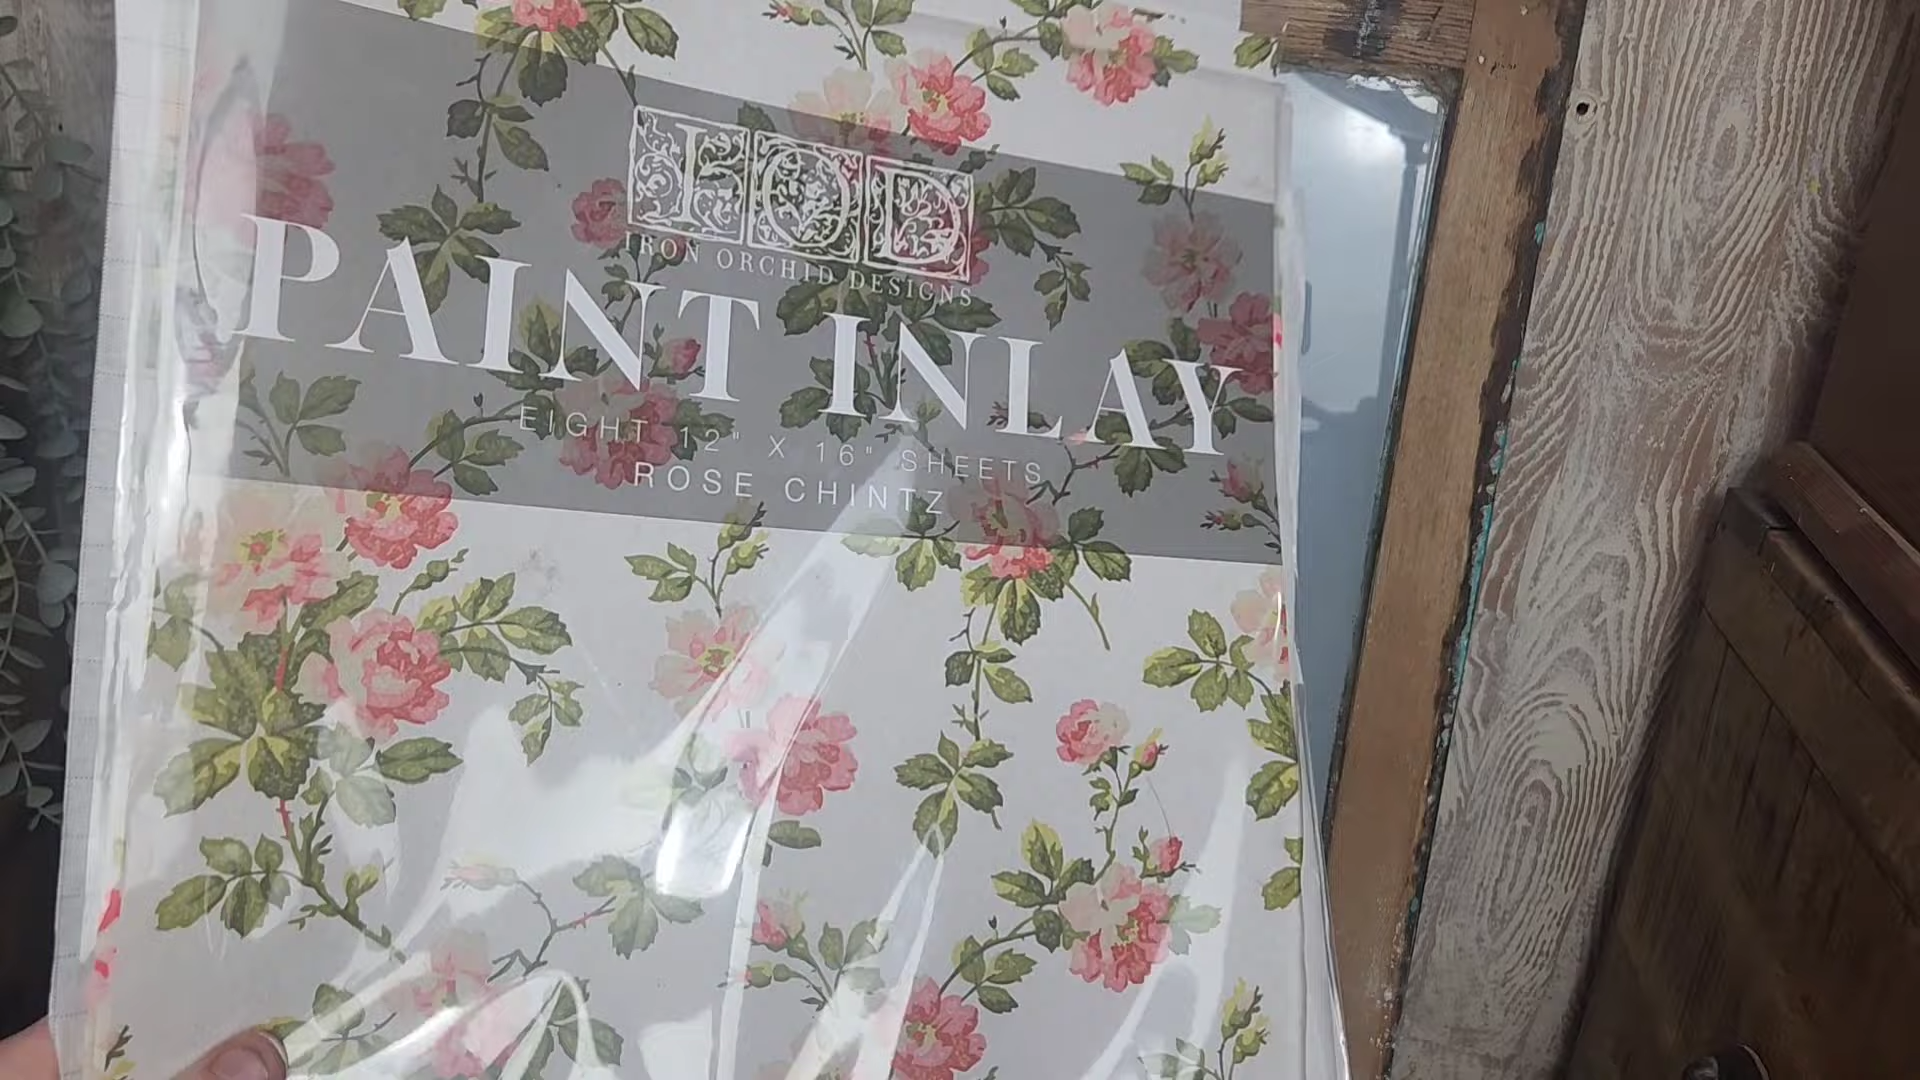 IOD
IRON ORCHID DESIGNS
PAINT INLAY
EIGHT 12" X 16" SHEETS
ROSE CHINTZ